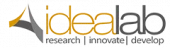 idealab
research | innovate | develop